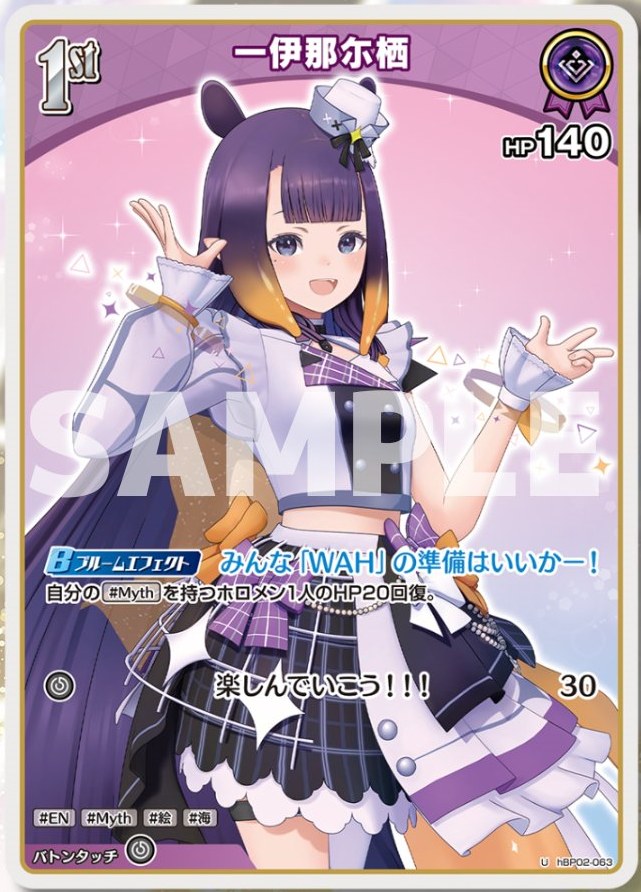 1st
一伊那尓栖
HP140
SAMPLE
Bブルームエフェクト みんな「WAH」の準備はいいかー！
自分の#Mythを持つホロメン1人のHP20回復。
楽しんでいこう！！！ 30
#EN #Myth #絵 #海
バトンタッチ
U hBP02-063